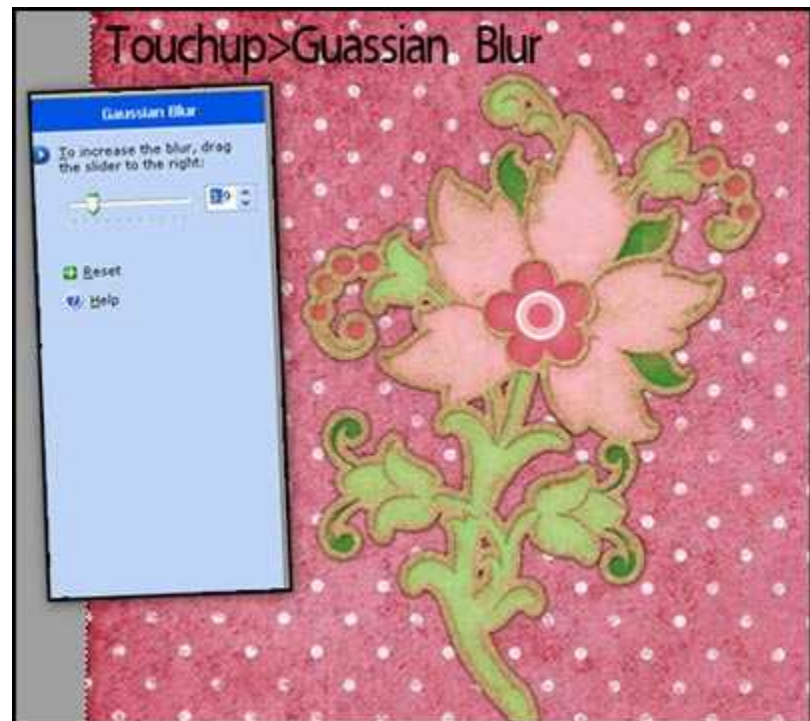 Touchup>Guassian Blur
Gaussian Blur
To increase the blur, drag
the slider to the right:
Reset
Help